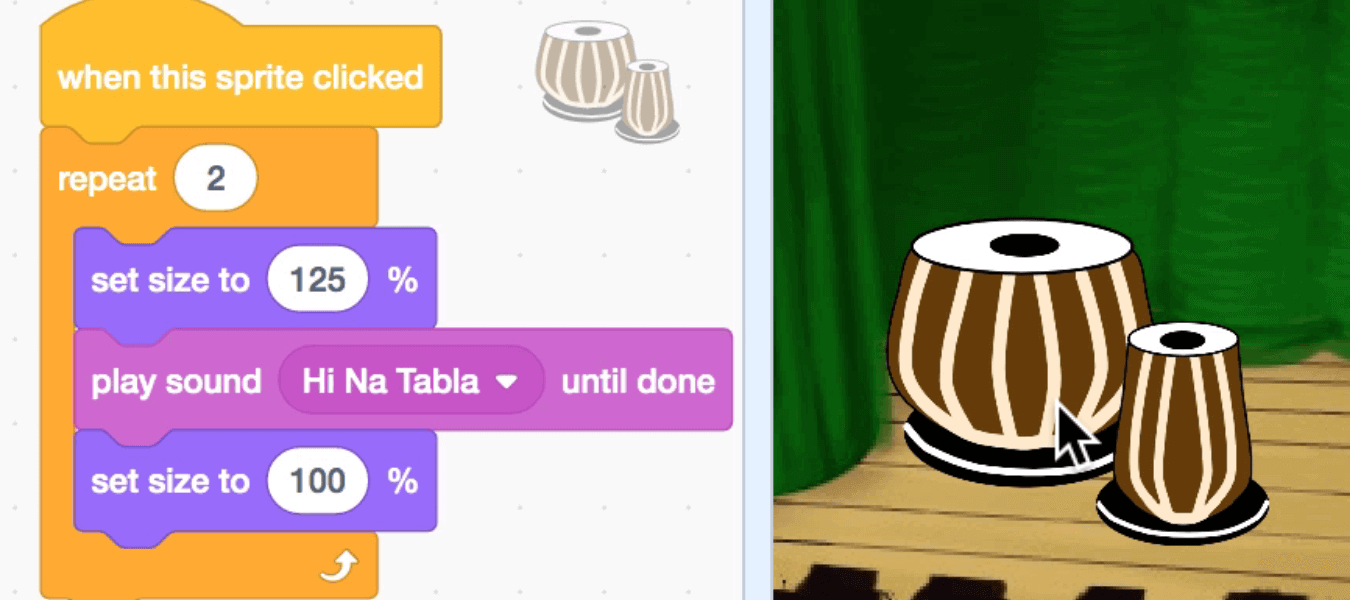 when this sprite clicked
repeat 2
set size to 125 %
play sound Hi Na Tabla until done
set size to 100 %